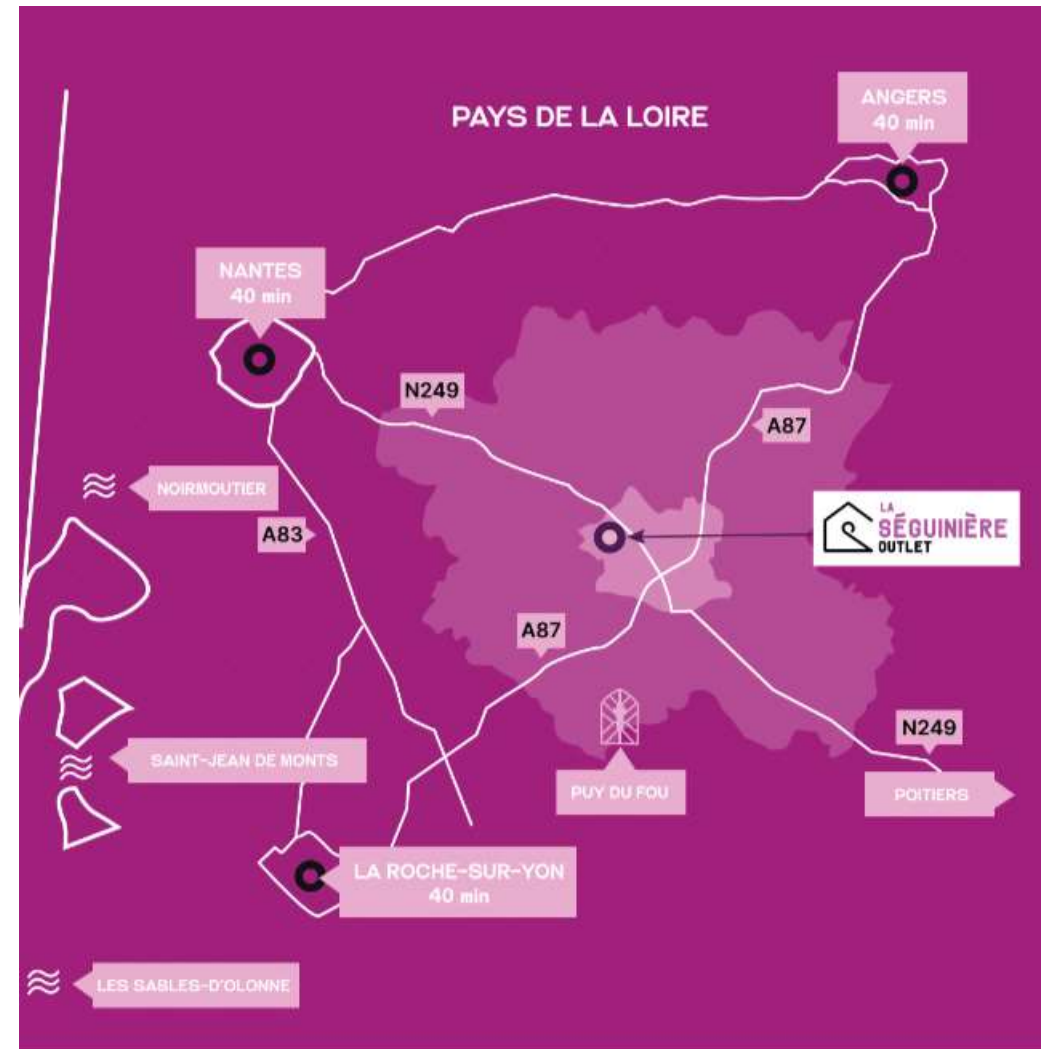 PAYS DE LA LOIRE
ANGERS
40 min
NANTES
40 min
N249
A87
NOIRMOUTIER
A83
LA
SÉGUINIÈRE
OUTLET
A87
N249
SAINT-JEAN DE MONTS
PUY DU FOU
POITIERS
LA ROCHE-SUR-YON
40 min
LES SABLES-D'OLONNE